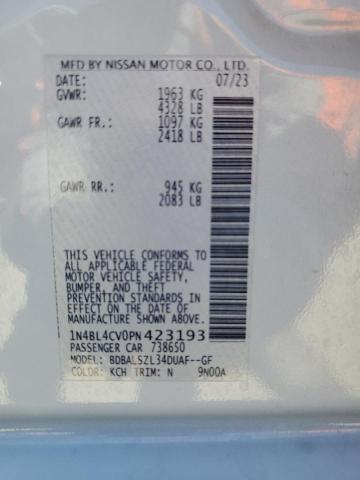 MFD BY NISSAN MOTOR CO., LTD.
DATE: 07/23
GVWR: 1963 KG
4328 LB
GAWR FR.: 1097 KG
2418 LB
GAWR RR.: 945 KG
2083 LB
THIS VEHICLE CONFORMS TO
ALL APPLICABLE FEDERAL
MOTOR VEHICLE SAFETY,
BUMPER, AND THEFT
PREVENTION STANDARDS
IN EFFECT ON THE DATE OF
MANUFACTURE SHOWN ABOVE.
1N4BL4CV0PN423193
PASSENGER CAR 738650
MODEL: BDBALSZL34DUAF--GF
COLOR: KCH TRIM: N 9N00A